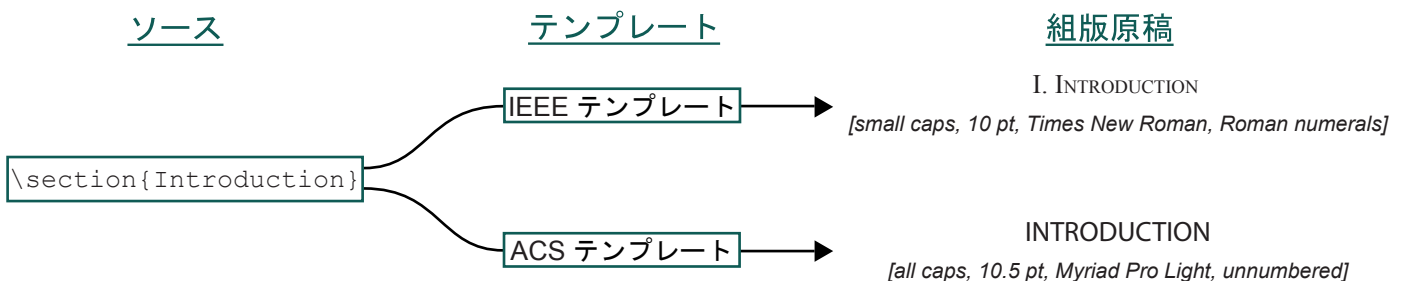 ソース
テンプレート
組版原稿
\section{Introduction}
IEEE テンプレート
I. INTRODUCTION
[small caps, 10 pt, Times New Roman, Roman numerals]
ACS テンプレート
INTRODUCTION
[all caps, 10.5 pt, Myriad Pro Light, unnumbered]